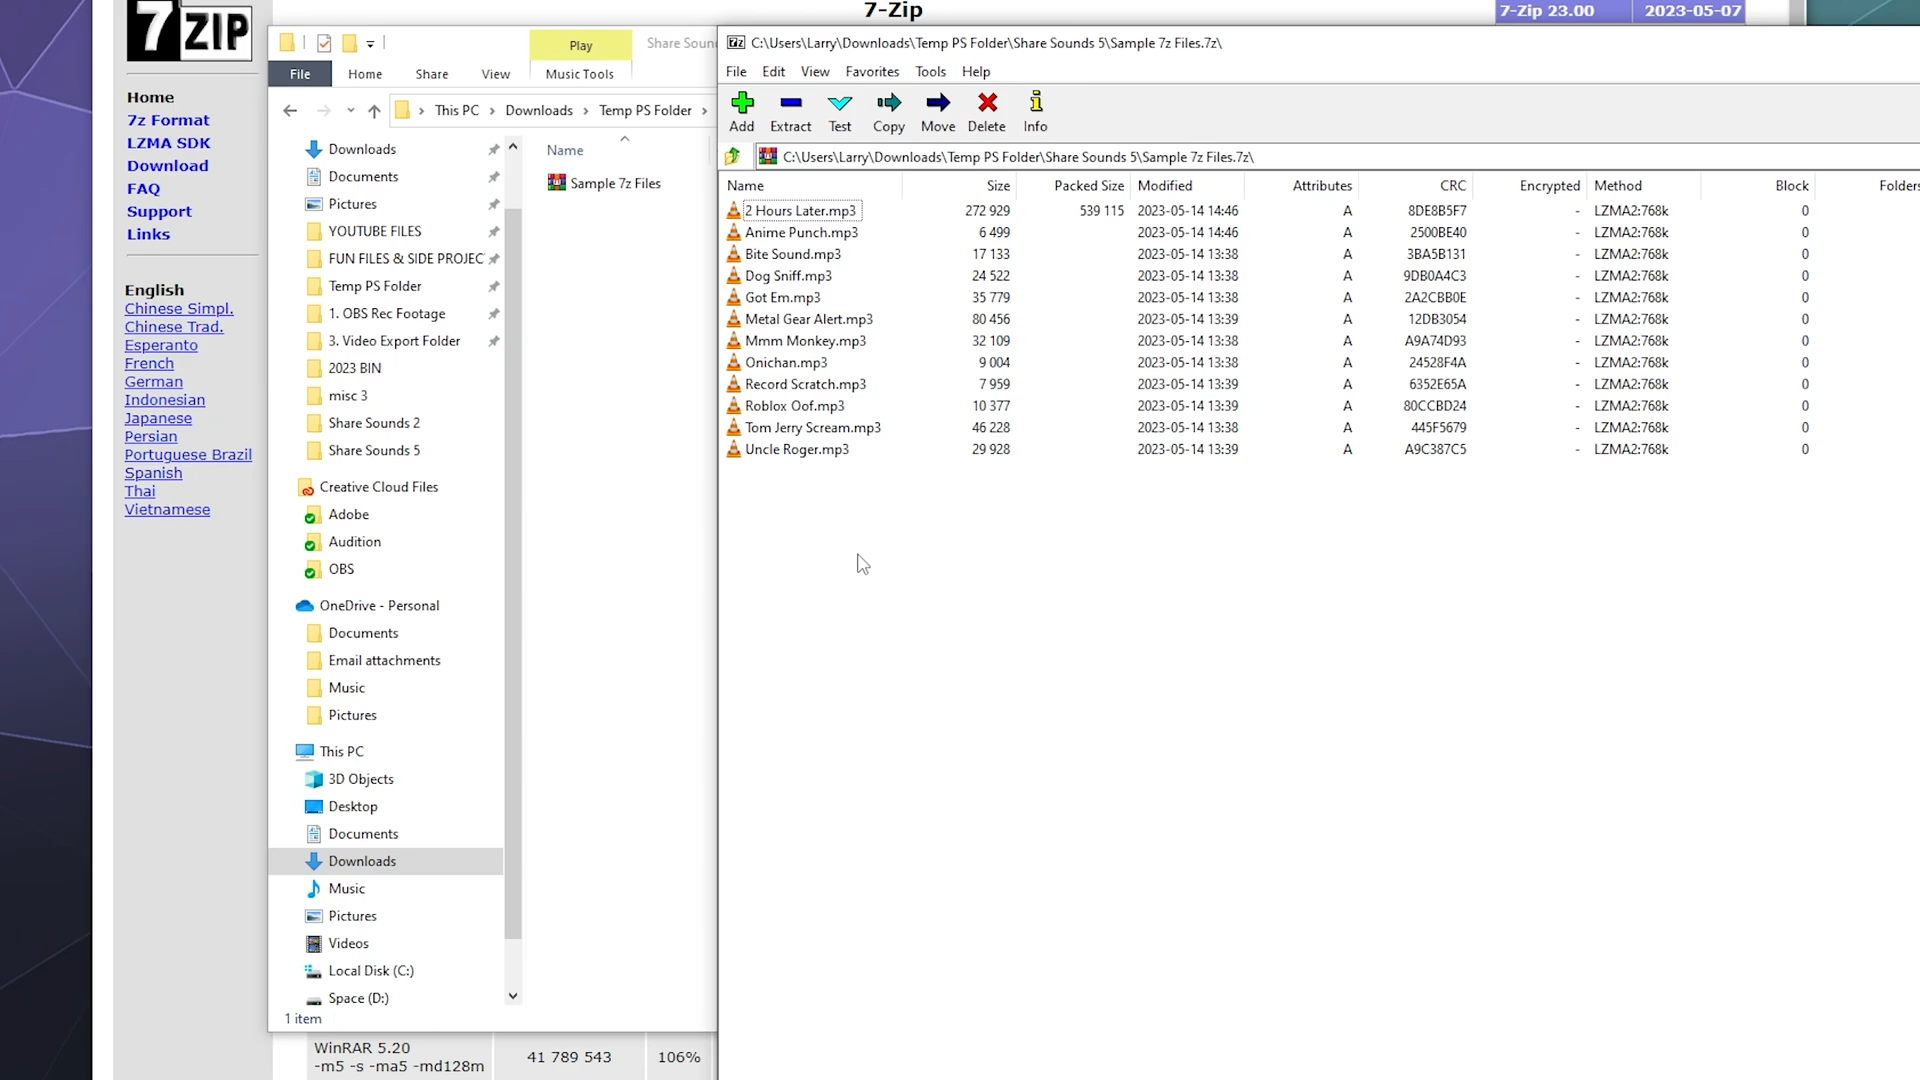 7-Zip
7-Zip 23.00 2023-05-07
7ZIP
Home
7z Format
LZMA SDK
Download
FAQ
Support
Links
English
Chinese Simpl.
Chinese Trad.
Esperanto
French
German
Indonesian
Japanese
Persian
Portuguese Brazil
Spanish
Thai
Vietnamese
Play Share Soun
File Home Share View Music Tools
This PC Downloads Temp PS Folder
Downloads
Documents
Pictures
YOUTUBE FILES
FUN FILES & SIDE PROJEC
Temp PS Folder
1. OBS Rec Footage
3. Video Export Folder
2023 BIN
misc 3
Share Sounds 2
Share Sounds 5
Creative Cloud Files
Adobe
Audition
OBS
OneDrive - Personal
Documents
Email attachments
Music
Pictures
This PC
3D Objects
Desktop
Documents
Downloads
Music
Pictures
Videos
Local Disk (C:)
Space (D:)
1 item
Name
Sample 7z Files
WinRAR 5.20
-m5 -s -ma5 -md128m 41 789 543 106%
7z C:\Users\Larry\Downloads\Temp PS Folder\Share Sounds 5\Sample 7z Files.7z\
File Edit View Favorites Tools Help
Add Extract Test Copy Move Delete Info
C:\Users\Larry\Downloads\Temp PS Folder\Share Sounds 5\Sample 7z Files.7z\
Name Size Packed Size Modified Attributes CRC Encrypted Method Block Folders
2 Hours Later.mp3 272 929 539 115 2023-05-14 14:46 A 8DE8B5F7 - LZMA2:768k 0
Anime Punch.mp3 6 499 2023-05-14 14:46 A 2500BE40 - LZMA2:768k 0
Bite Sound.mp3 17 133 2023-05-14 13:38 A 3BA5B131 - LZMA2:768k 0
Dog Sniff.mp3 24 522 2023-05-14 13:38 A 9DB0A4C3 - LZMA2:768k 0
Got Em.mp3 35 779 2023-05-14 13:38 A 2A2CBB0E - LZMA2:768k 0
Metal Gear Alert.mp3 80 456 2023-05-14 13:39 A 12DB3054 - LZMA2:768k 0
Mmm Monkey.mp3 32 109 2023-05-14 13:38 A A9A74D93 - LZMA2:768k 0
Onichan.mp3 9 004 2023-05-14 13:38 A 24528F4A - LZMA2:768k 0
Record Scratch.mp3 7 959 2023-05-14 13:39 A 6352E65A - LZMA2:768k 0
Roblox Oof.mp3 10 377 2023-05-14 13:39 A 80CCBD24 - LZMA2:768k 0
Tom Jerry Scream.mp3 46 228 2023-05-14 13:38 A 445F5679 - LZMA2:768k 0
Uncle Roger.mp3 29 928 2023-05-14 13:39 A A9C387C5 - LZMA2:768k 0